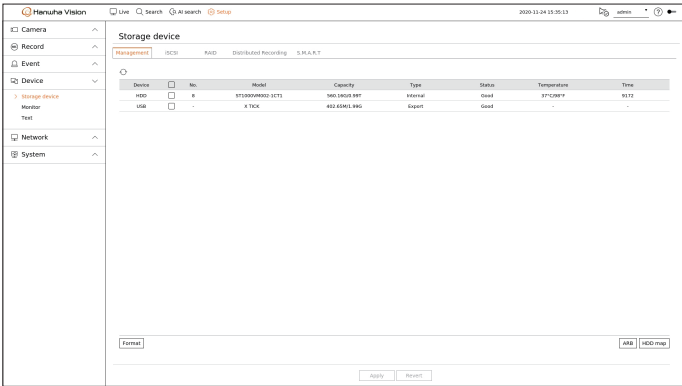 Hanwha Vision
Live Search AI search Setup 2020-11-24 15:35:13 admin
Camera
Record
Event
Device
Storage device
Monitor
Text
Network
System
Storage device
Management iSCSI RAID Distributed Recording S.M.A.R.T
Device No. Model Capacity Type Status Temperature Time
HDD 8 ST1000VM002-1CT1 560.16G/0.99T Internal Good 37°C/98°F 9172
USB - X TICK 402.65M/1.99G Export Good - -
Format ARB HDD map
Apply Revert